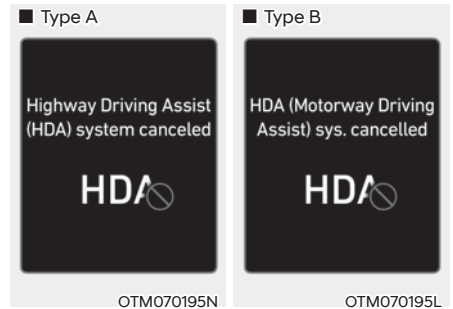 ■ Type A
Highway Driving Assist
(HDA) system canceled
HDA
OTM070195N
■ Type B
HDA (Motorway Driving
Assist) sys. cancelled
HDA
OTM070195L